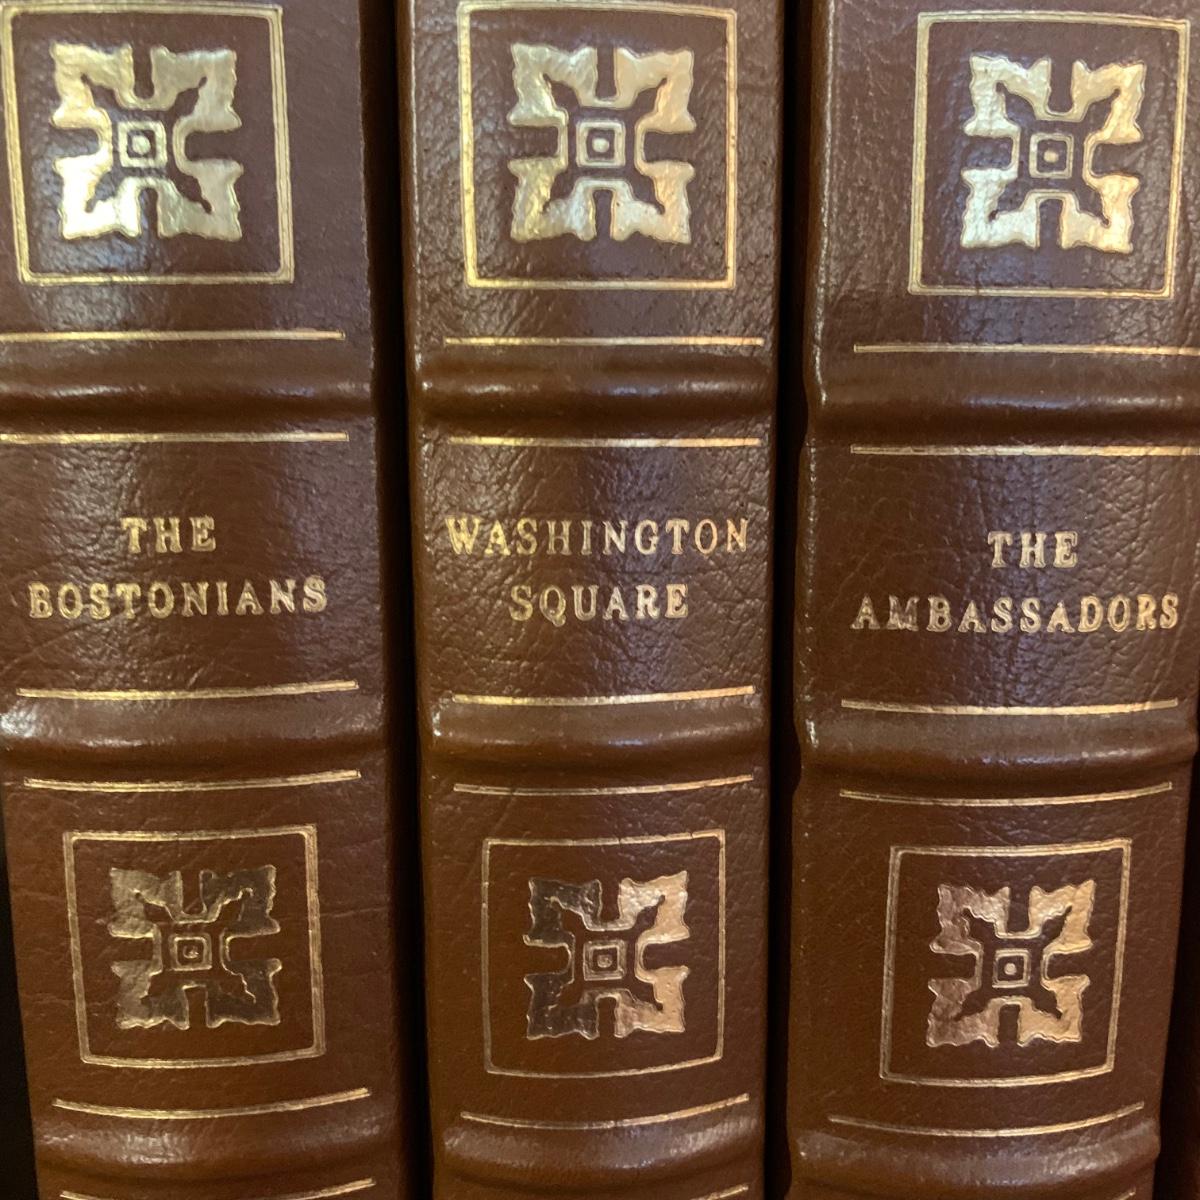 THE
BOSTONIANS
WASHINGTON
SQUARE
THE
AMBASSADORS